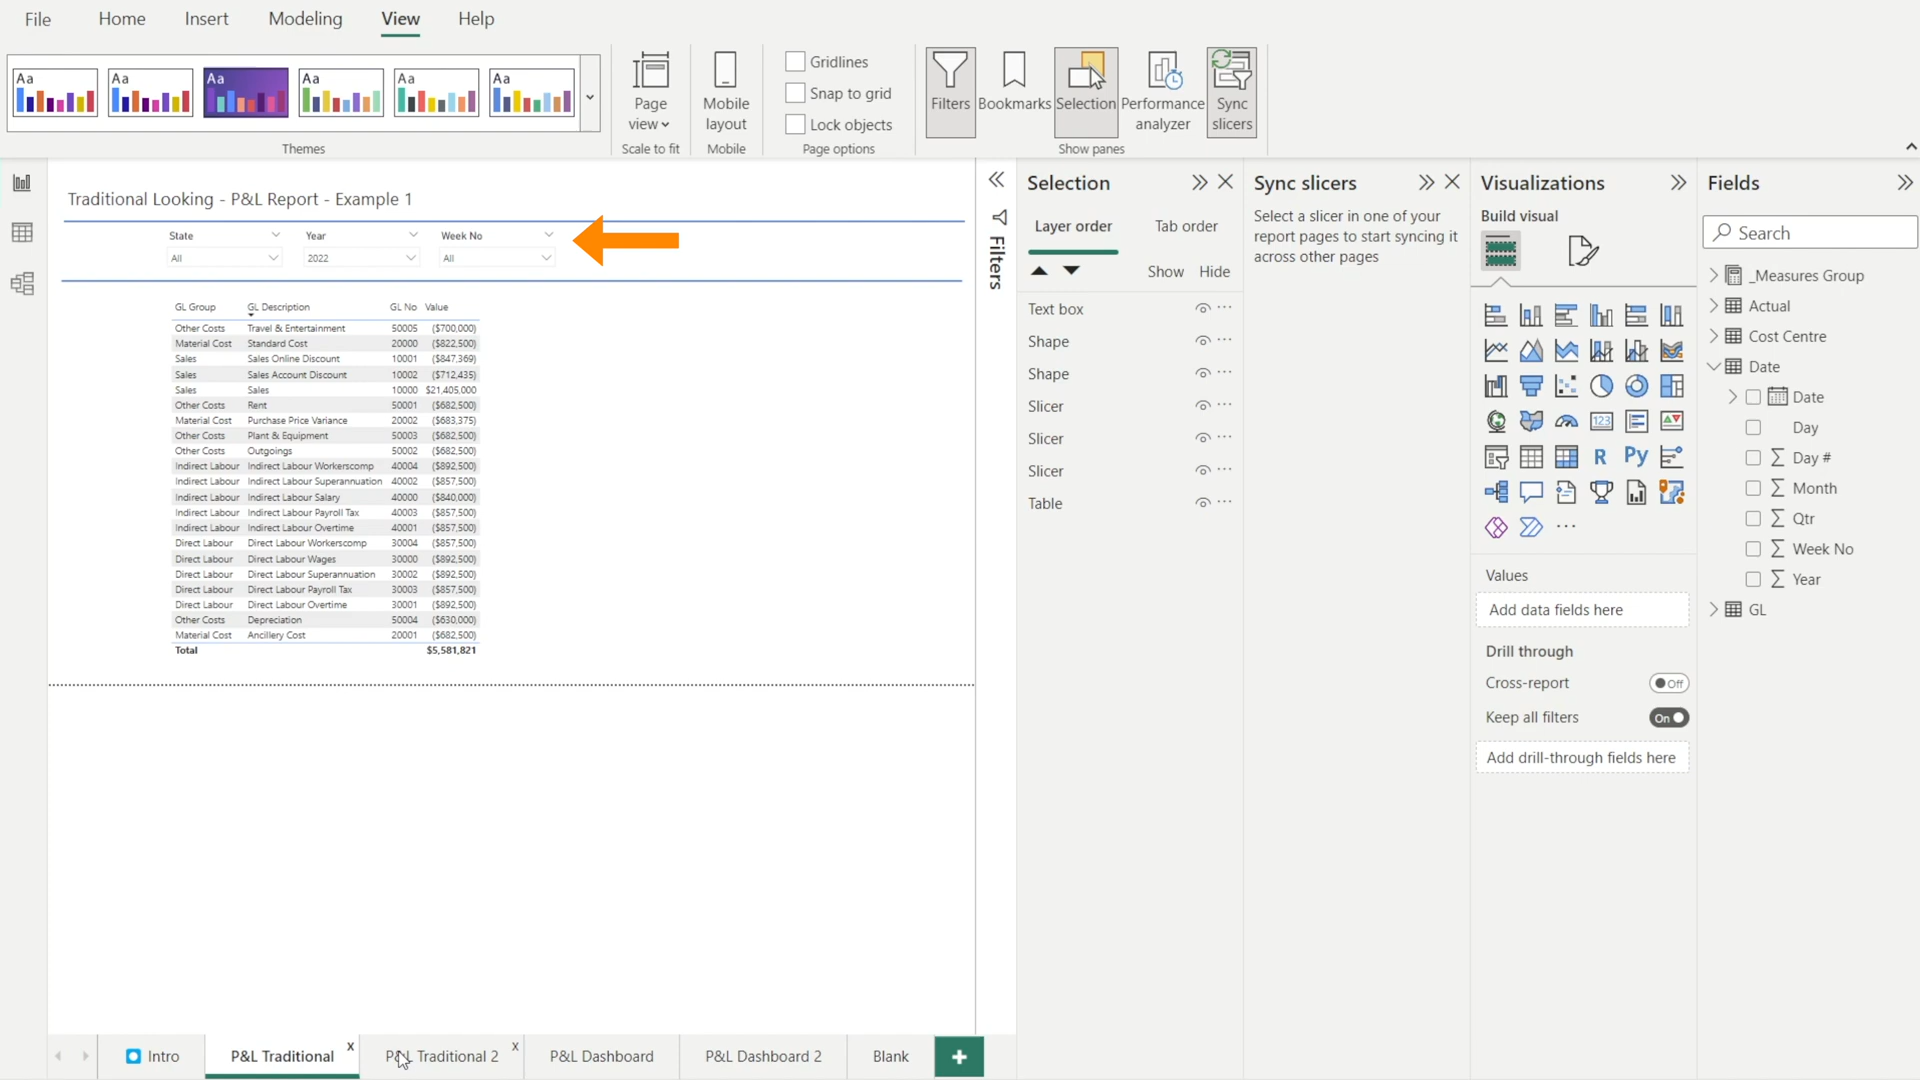 File Home Insert Modeling View Help
Aa Aa Aa Aa Aa Aa
Themes
Page view
Scale to fit
Mobile layout
Mobile
Gridlines
Snap to grid
Lock objects
Page options
Filters
Bookmarks
Selection
Performance analyzer
Sync slicers
Show panes
Traditional Looking - P&L Report - Example 1
State Year Week No
All 2022 All
GL Group GL Description GL No Value
Other Costs Travel & Entertainment 50005 ($700,000)
Material Cost Standard Cost 20000 ($822,500)
Sales Sales Online Discount 10001 ($847,369)
Sales Sales Account Discount 10002 ($712,435)
Sales Sales 10000 $21,405,000
Other Costs Rent 50001 ($682,500)
Material Cost Purchase Price Variance 20002 ($683,375)
Other Costs Plant & Equipment 50003 ($682,500)
Other Costs Outgoings 50002 ($682,500)
Indirect Labour Indirect Labour Workerscomp 40004 ($892,500)
Indirect Labour Indirect Labour Superannuation 40002 ($857,500)
Indirect Labour Indirect Labour Salary 40000 ($840,000)
Indirect Labour Indirect Labour Payroll Tax 40003 ($857,500)
Indirect Labour Indirect Labour Overtime 40001 ($857,500)
Direct Labour Direct Labour Workerscomp 30004 ($857,500)
Direct Labour Direct Labour Wages 30000 ($892,500)
Direct Labour Direct Labour Superannuation 30002 ($892,500)
Direct Labour Direct Labour Payroll Tax 30003 ($857,500)
Direct Labour Direct Labour Overtime 30001 ($892,500)
Other Costs Depreciation 50004 ($630,000)
Material Cost Ancillery Cost 20001 ($682,500)
Total $5,581,821
Filters
Selection
Layer order Tab order
Show Hide
Text box
Shape
Shape
Slicer
Slicer
Slicer
Table
Sync slicers
Select a slicer in one of your
report pages to start syncing it
across other pages
Visualizations
Build visual
123
R Py
Values
Add data fields here
Drill through
Cross-report Off
Keep all filters On
Add drill-through fields here
Fields
Search
_Measures Group
Actual
Cost Centre
Date
Date
Day
Day #
Month
Qtr
Week No
Year
GL
Intro P&L Traditional x P&L Traditional 2 x P&L Dashboard P&L Dashboard 2 Blank +